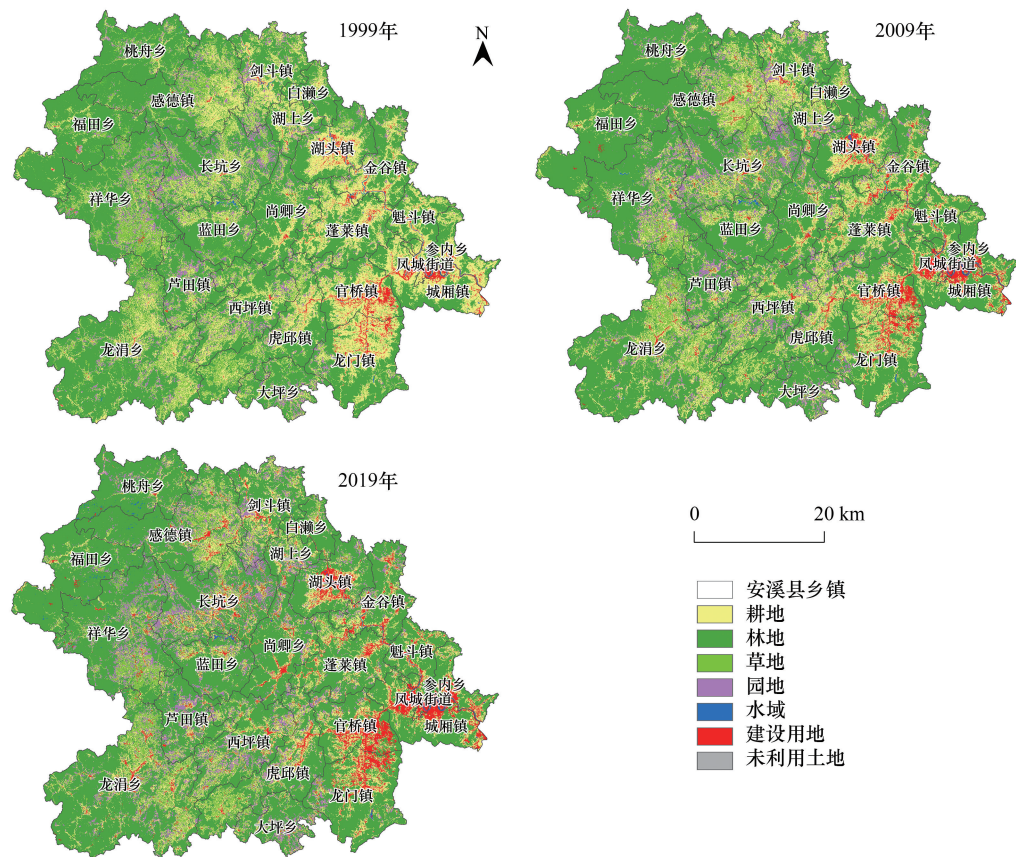 1999年
N
桃舟乡
剑斗镇
感德镇
白濑乡
福田乡
湖上乡
湖头镇
长坑乡
金谷镇
祥华乡
尚卿乡
魁斗镇
蓝田乡
蓬莱镇
参内乡
凤城街道
芦田镇
官桥镇
城厢镇
西坪镇
虎邱镇
龙涓乡
龙门镇
大坪乡
2009年
桃舟乡
剑斗镇
感德镇
白濑乡
福田乡
湖上乡
湖头镇
长坑乡
金谷镇
祥华乡
尚卿乡
魁斗镇
蓝田乡
蓬莱镇
参内乡
凤城街道
芦田镇
官桥镇
城厢镇
西坪镇
虎邱镇
龙涓乡
龙门镇
大坪乡
2019年
桃舟乡
剑斗镇
感德镇
白濑乡
福田乡
湖上乡
湖头镇
长坑乡
金谷镇
祥华乡
尚卿乡
魁斗镇
蓝田乡
蓬莱镇
参内乡
凤城街道
芦田镇
官桥镇
城厢镇
西坪镇
虎邱镇
龙涓乡
龙门镇
大坪乡
0 20 km
安溪县乡镇
耕地
林地
草地
园地
水域
建设用地
未利用土地